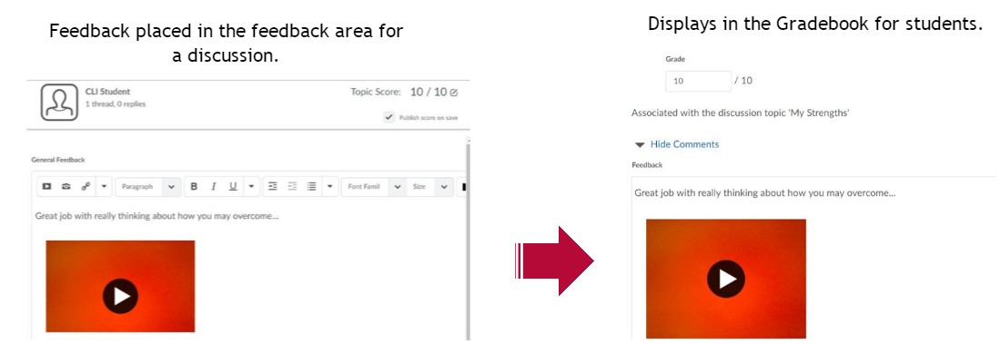 Feedback placed in the feedback area for
a discussion.
CLI Student
1 thread, 0 replies
Topic Score: 10 / 10
Publish score on save
General Feedback
Paragraph
B I U
Font Famil
Size
Great job with really thinking about how you may overcome...
Displays in the Gradebook for students.
Grade
10 / 10
Associated with the discussion topic 'My Strengths'
Hide Comments
Feedback
Great job with really thinking about how you may overcome...